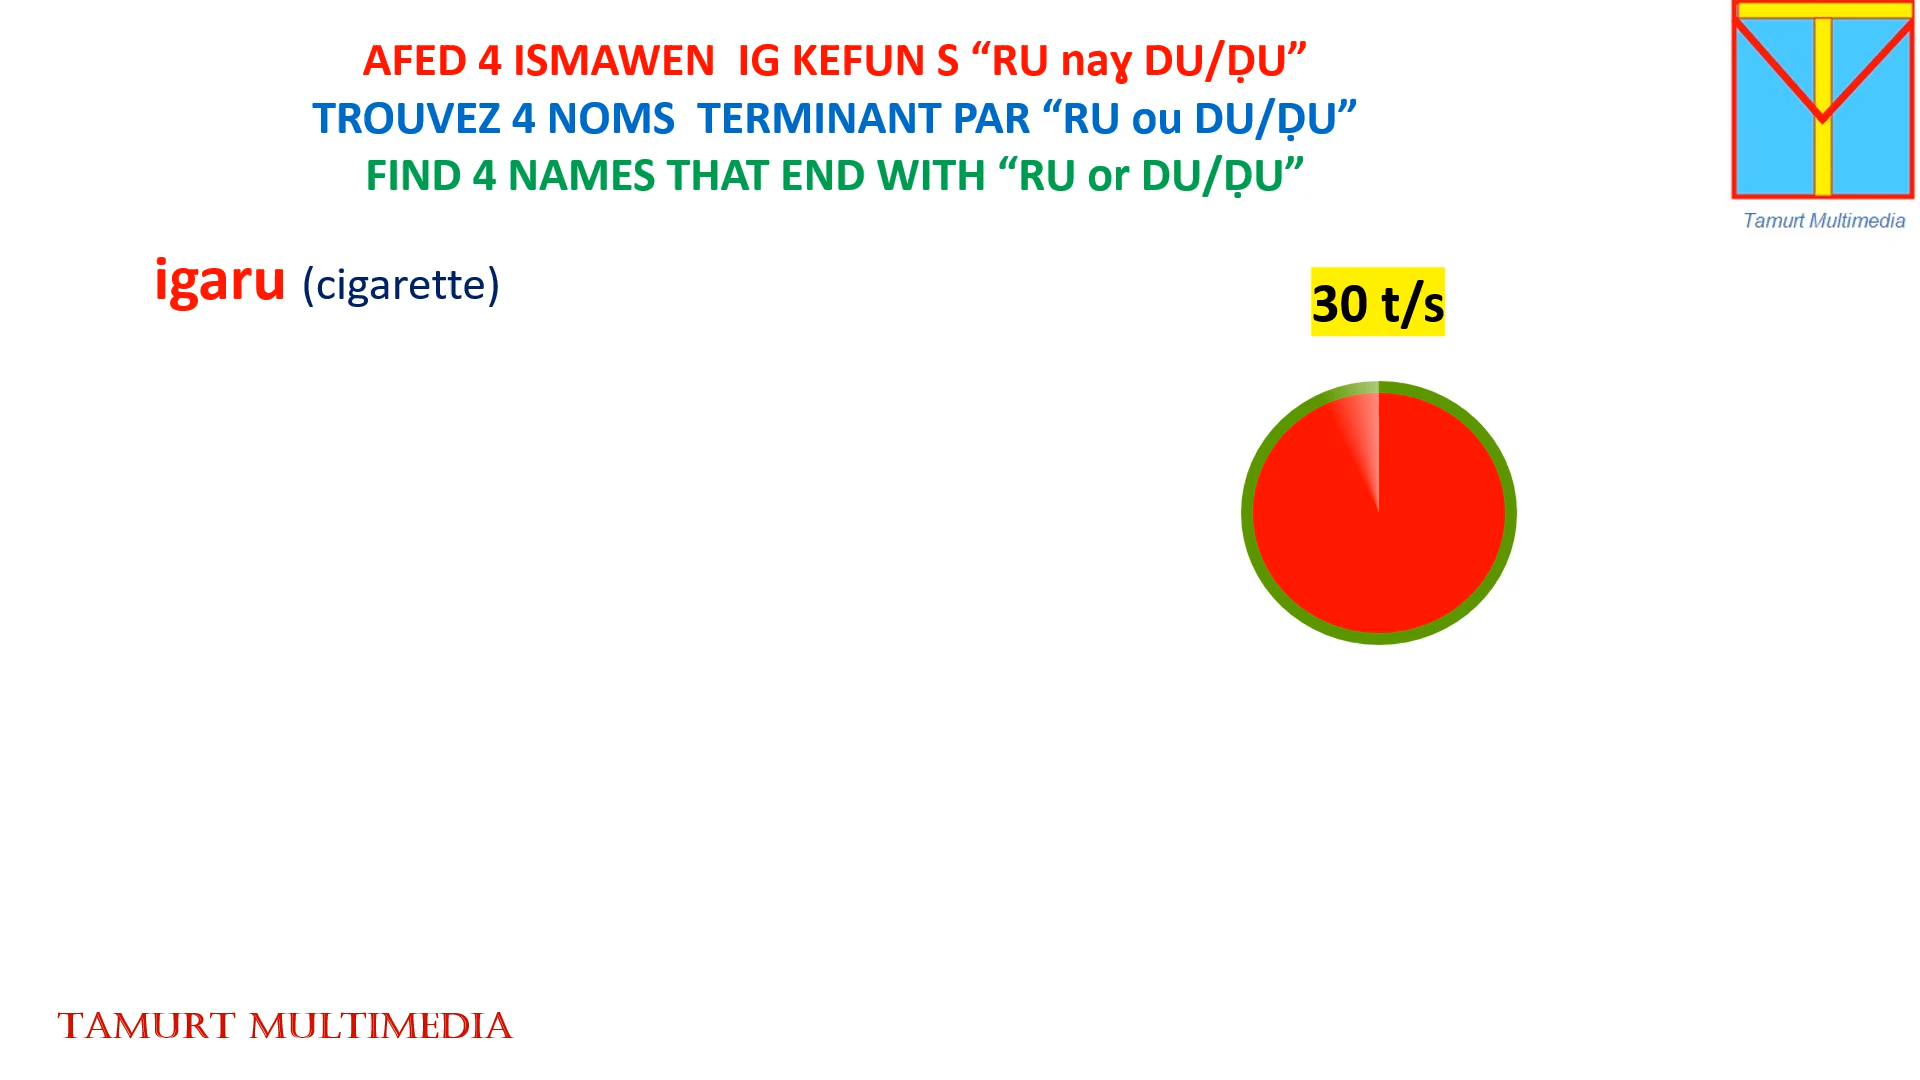 AFED 4 ISMAWEN IG KEFUN S “RU naɣ DU/ḌU”
TROUVEZ 4 NOMS TERMINANT PAR “RU ou DU/ḌU”
FIND 4 NAMES THAT END WITH “RU or DU/ḌU”
Tamurt Multimedia
igaru (cigarette)
30 t/s
TAMURT MULTIMEDIA